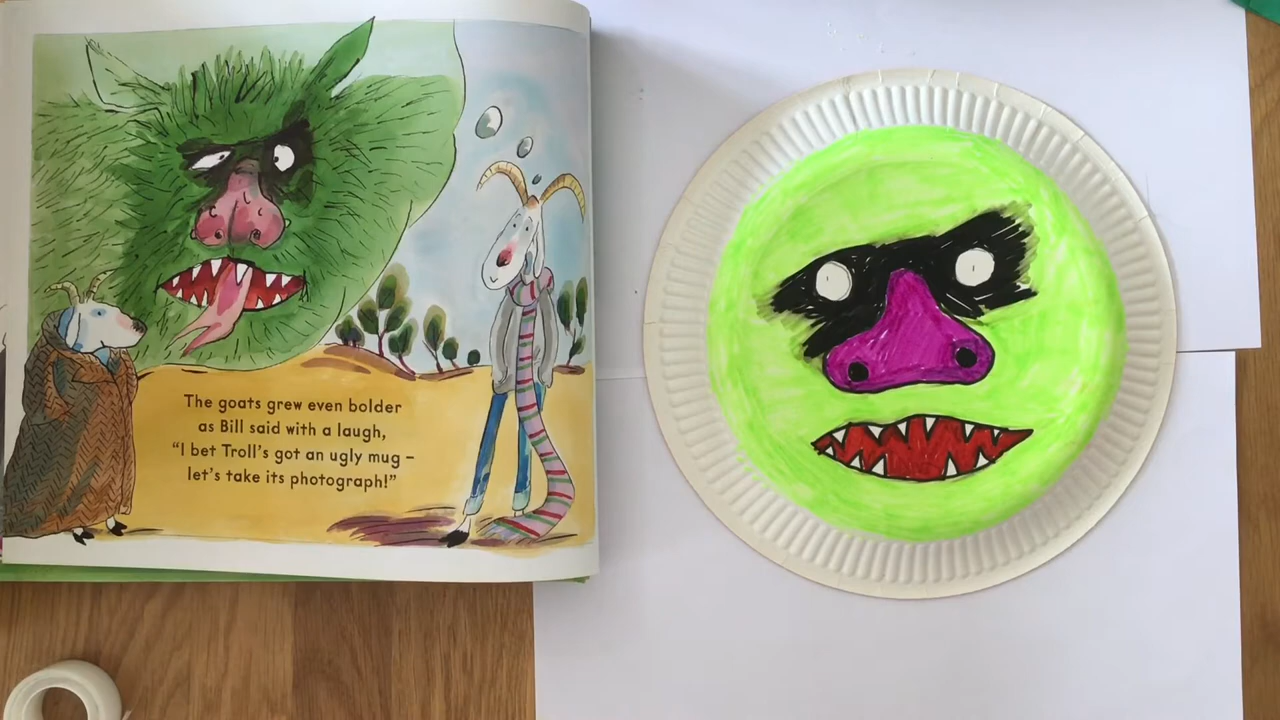 The goats grew even bolder
as Bill said with a laugh,
“I bet Troll’s got an ugly mug –
let’s take its photograph!”